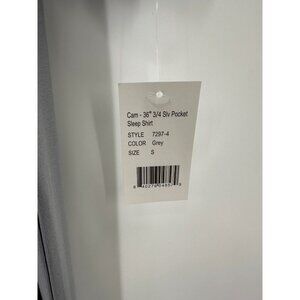 Cam - 36" 3/4 Slv Pocket
Sleep Shirt
STYLE 7297-4
COLOR Grey
SIZE S